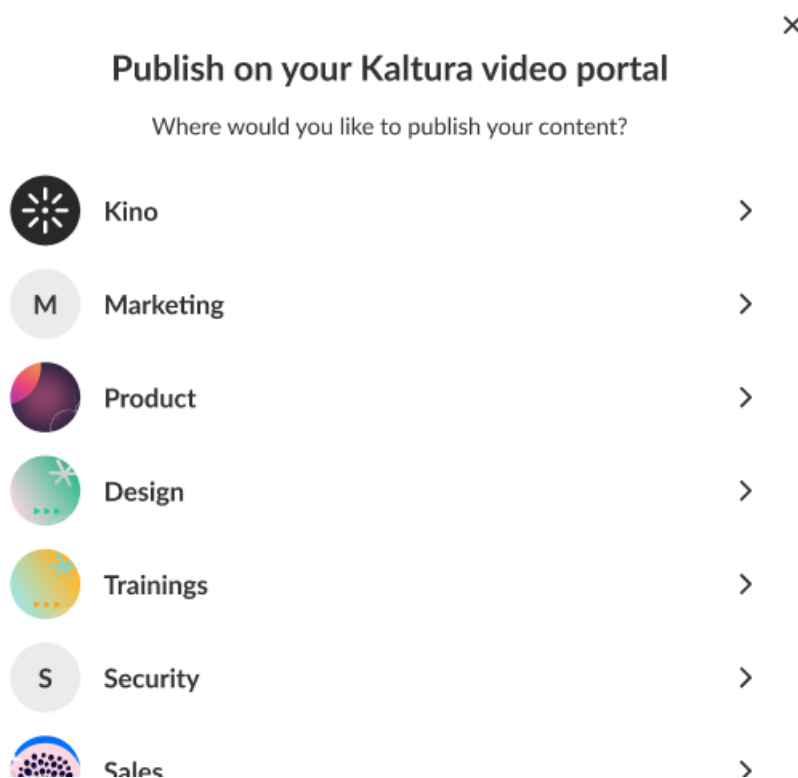 Publish on your Kaltura video portal
Where would you like to publish your content?
Kino
M Marketing
Product
Design
Trainings
S Security
Sales